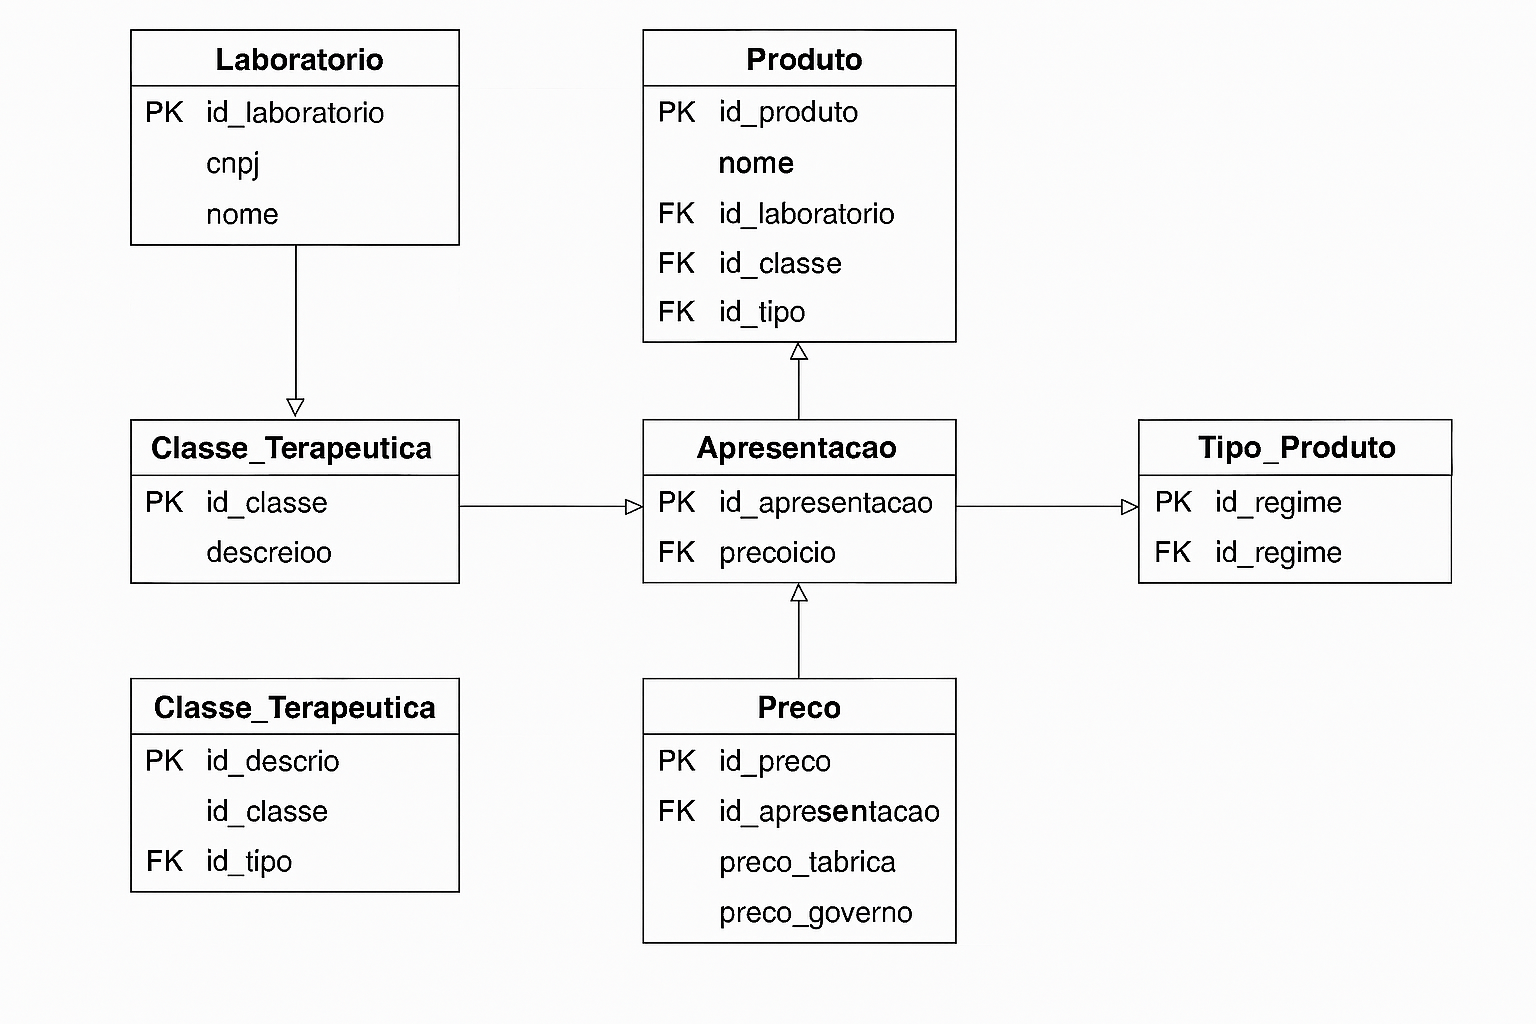 Laboratorio
PK id_laboratorio
cnpj
nome
Produto
PK id_produto
nome
FK id_laboratorio
FK id_classe
FK id_tipo
Classe_Terapeutica
PK id_classe
descreioo
Apresentacao
PK id_apresentacao
FK precoicio
Tipo_Produto
PK id_regime
FK id_regime
Classe_Terapeutica
PK id_descrio
id_classe
FK id_tipo
Preco
PK id_preco
FK id_apresentacao
preco_tabrica
preco_governo